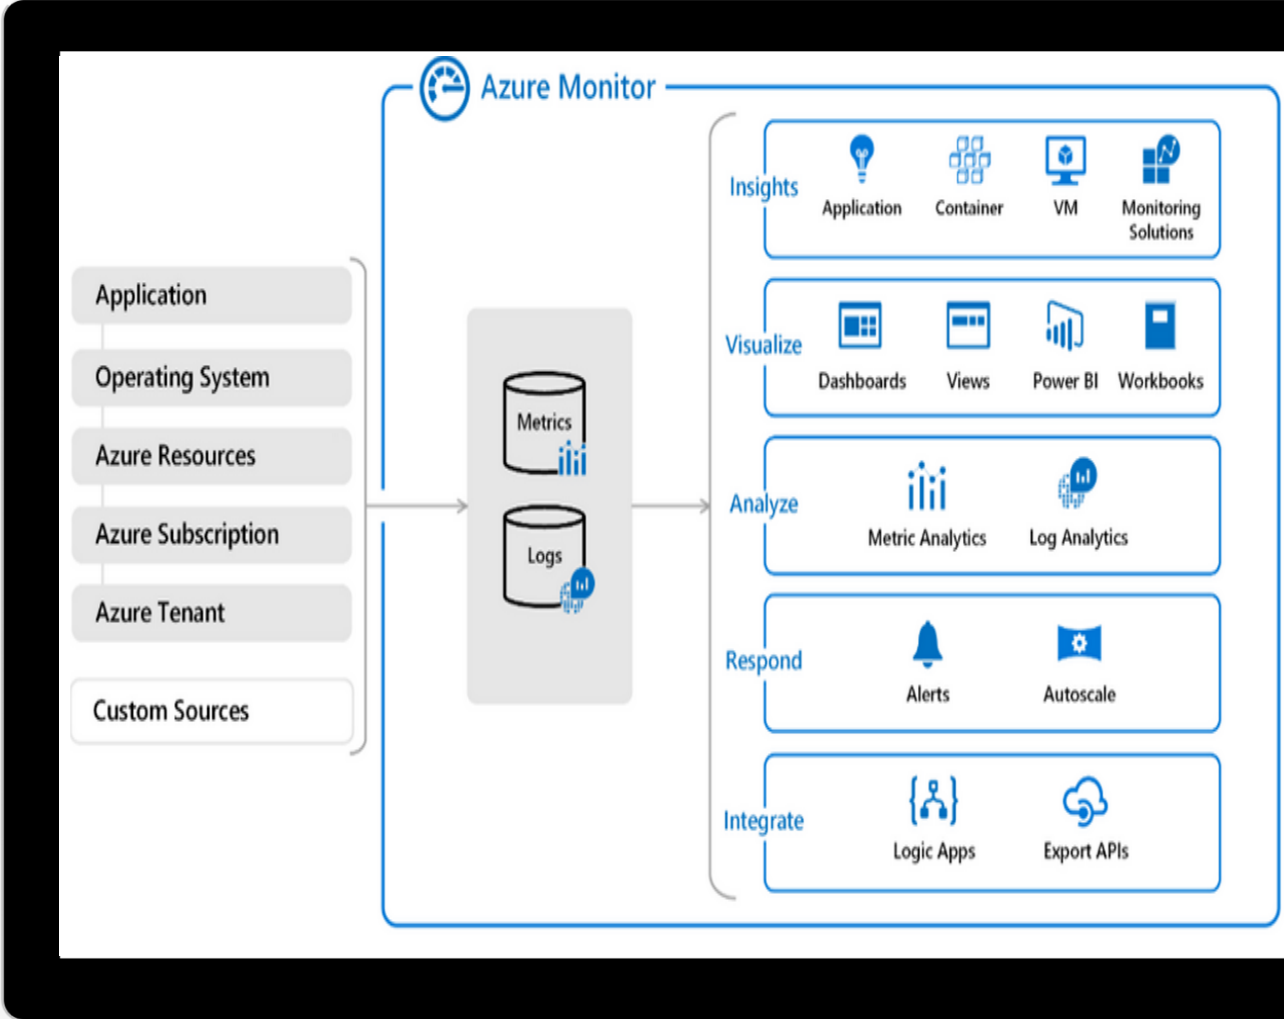 Azure Monitor
Application
Operating System
Azure Resources
Azure Subscription
Azure Tenant
Custom Sources
Metrics
Logs
Insights
Application
Container
VM
Monitoring
Solutions
Visualize
Dashboards
Views
Power BI
Workbooks
Analyze
Metric Analytics
Log Analytics
Respond
Alerts
Autoscale
Integrate
Logic Apps
Export APIs